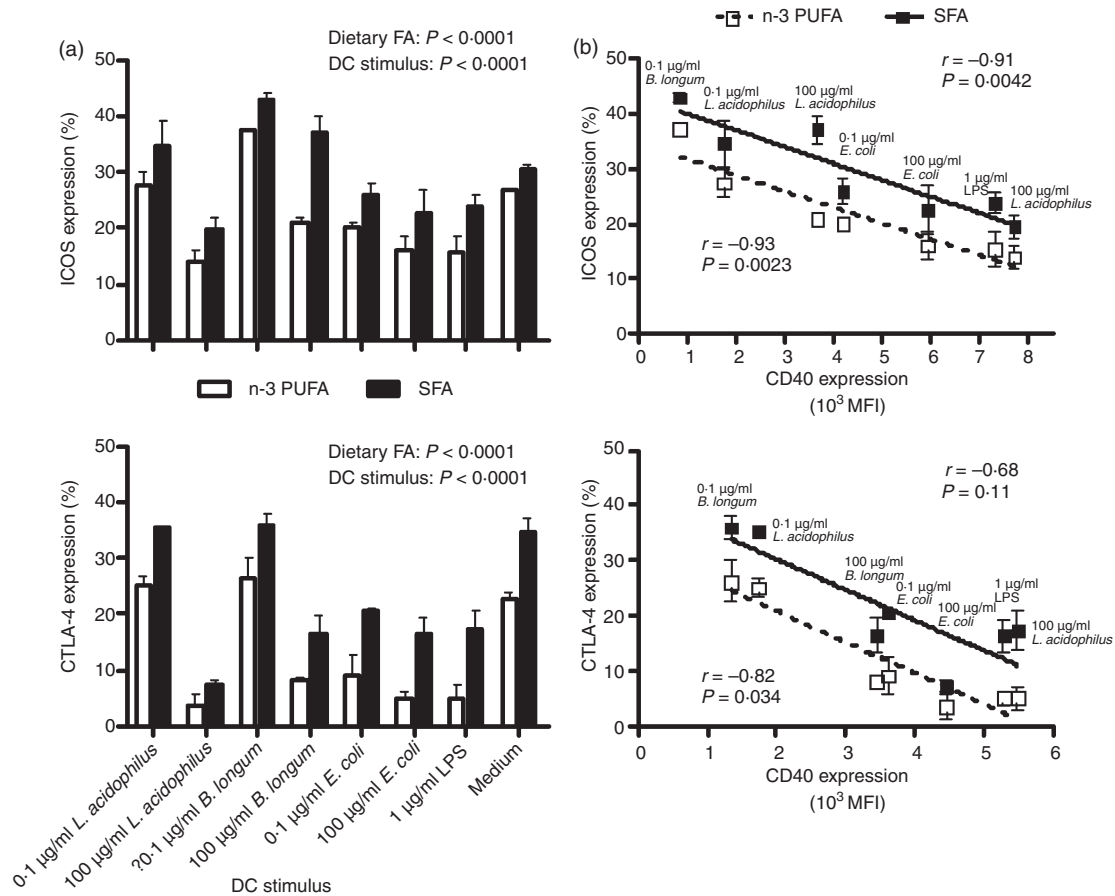 (a)
Dietary FA: P < 0·0001
DC stimulus: P < 0·0001
50
40
30
20
10
0
ICOS expression (%)
n-3 PUFA
SFA
Dietary FA: P < 0·0001
DC stimulus: P < 0·0001
50
40
30
20
10
0
CTLA-4 expression (%)
0·1 µg/ml L. acidophilus
100 µg/ml L. acidophilus
?0·1 µg/ml B. longum
100 µg/ml B. longum
0·1 µg/ml E. coli
100 µg/ml E. coli
1 µg/ml LPS
Medium
DC stimulus
n-3 PUFA
SFA
(b)
50
40
30
20
10
0
ICOS expression (%)
r = –0·91
P = 0·0042
0·1 µg/ml
B. longum
0·1 µg/ml
L. acidophilus
100 µg/ml
L. acidophilus
0·1 µg/ml
E. coli
100 µg/ml
E. coli
1 µg/ml
LPS
100 µg/ml
L. acidophilus
r = –0·93
P = 0·0023
0 1 2 3 4 5 6 7 8
CD40 expression
(10³ MFI)
50
40
30
20
10
0
CTLA-4 expression (%)
r = –0·68
P = 0·11
0·1 µg/ml
B. longum
0·1 µg/ml
L. acidophilus
100 µg/ml
B. longum
0·1 µg/ml
E. coli
100 µg/ml
E. coli
1 µg/ml
LPS
100 µg/ml
L. acidophilus
r = –0·82
P = 0·034
0 1 2 3 4 5 6
CD40 expression
(10³ MFI)